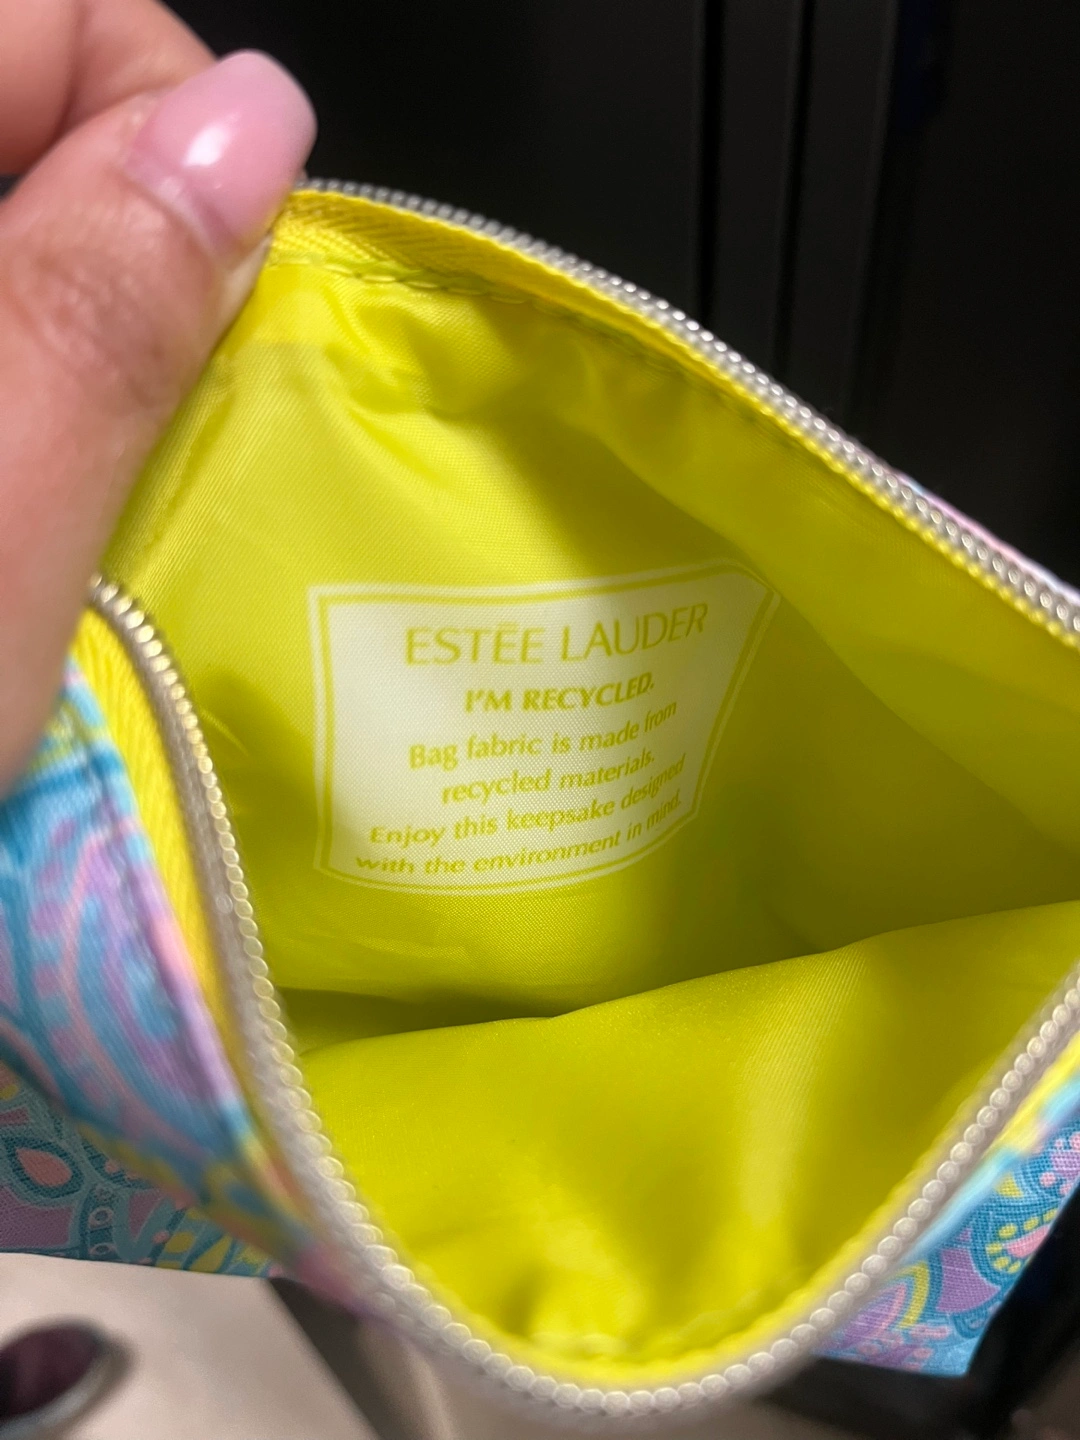 ESTĒE LAUDER
I'M RECYCLED.
Bag fabric is made from
recycled materials.
Enjoy this keepsake designed
with the environment in mind.